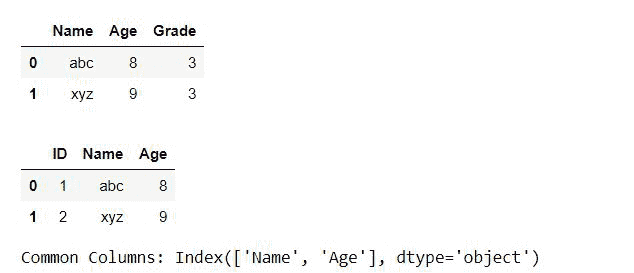 Name Age Grade
0 abc 8 3
1 xyz 9 3
ID Name Age
0 1 abc 8
1 2 xyz 9
Common Columns: Index(['Name', 'Age'], dtype='object')